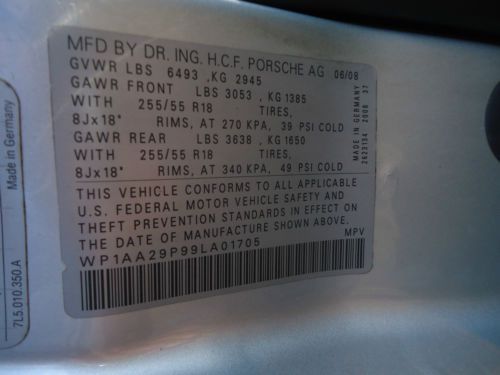 MFD BY DR. ING. H.C.F. PORSCHE AG 06/08
GVWR LBS 6493 ,KG 2945
GAWR FRONT LBS 3053 , KG 1385
WITH 255/55 R18 TIRES,
8Jx18" RIMS, AT 270 KPA, 39 PSI COLD
GAWR REAR LBS 3638 , KG 1650
WITH 255/55 R18 TIRES,
8Jx18" RIMS, AT 340 KPA, 49 PSI COLD
THIS VEHICLE CONFORMS TO ALL APPLICABLE
U.S. FEDERAL MOTOR VEHICLE SAFETY AND
THEFT PREVENTION STANDARDS IN EFFECT ON
THE DATE OF MANUFACTURE SHOWN ABOVE.
WP1AA29P99LA01705 MPV
2623134 2008 37
Made in Germany
7L5.010.350.A
Made in Germany